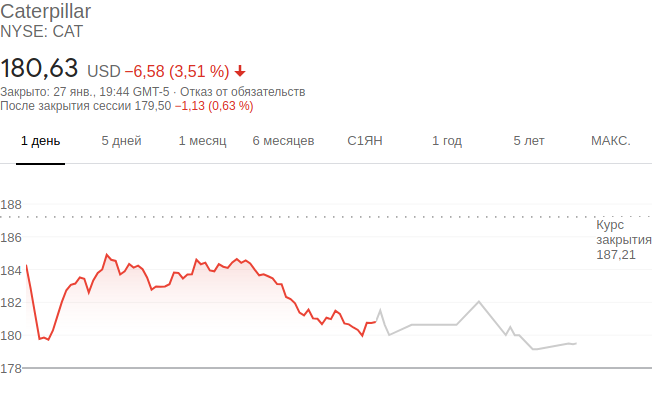 Caterpillar
NYSE: CAT
180,63 USD −6,58 (3,51 %)
Закрыто: 27 янв., 19:44 GMT-5 · Отказ от обязательств
После закрытия сессии 179,50 −1,13 (0,63 %)
1 день 5 дней 1 месяц 6 месяцев С1ЯН 1 год 5 лет МАКС.
188
186
184
182
180
178
Курс
закрытия
187,21